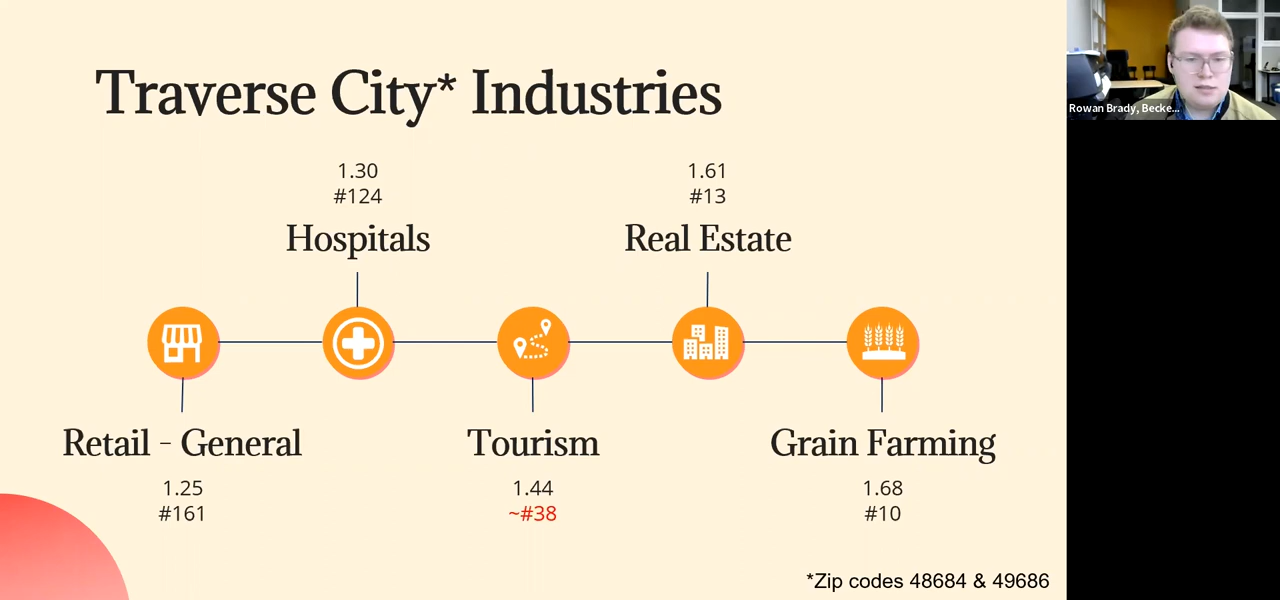 Traverse City* Industries
1.30
#124
Hospitals
1.61
#13
Real Estate
Retail - General
1.25
#161
Tourism
1.44
~#38
Grain Farming
1.68
#10
*Zip codes 48684 & 49686
Rowan Brady, Becke...